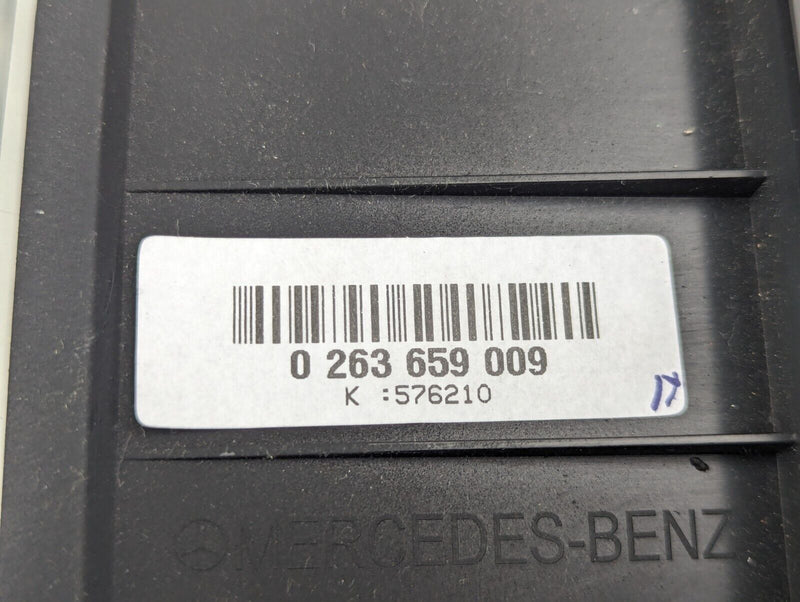 0 263 659 009
K :576210
17
MERCEDES-BENZ